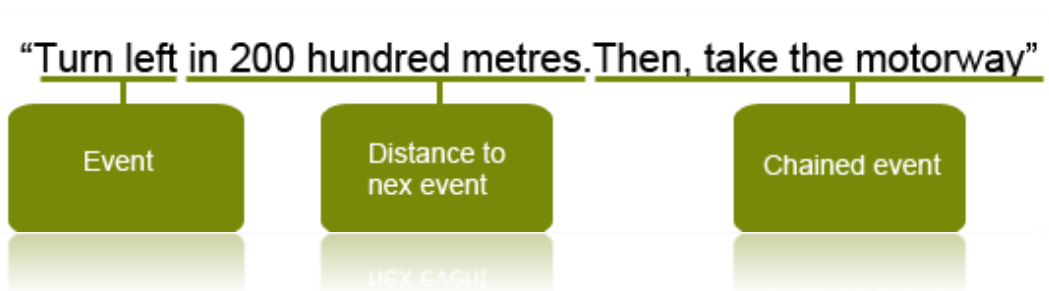 “Turn left in 200 hundred metres.Then, take the motorway”
Event
Distance to
nex event
Chained event